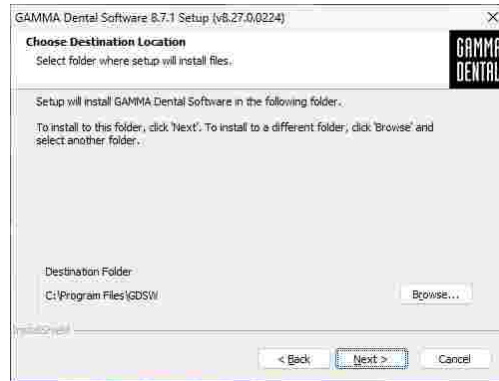 GAMMA Dental Software 8.7.1 Setup (v8.27.0.0224)
Choose Destination Location
Select folder where setup will install files.
GAMMA
DENTAL
Setup will install GAMMA Dental Software in the following folder.
To install to this folder, click 'Next'. To install to a different folder, click 'Browse' and
select another folder.
Destination Folder
C:\Program Files\GDSW
Browse...
InstallShield
< Back
Next >
Cancel